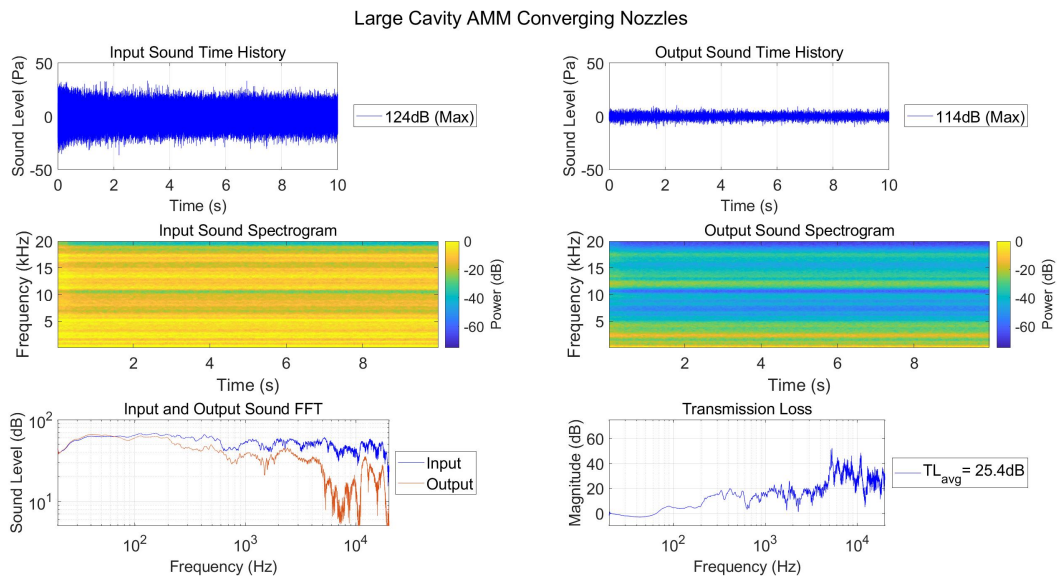 Large Cavity AMM Converging Nozzles
Input Sound Time History
Output Sound Time History
Sound Level (Pa)
50
0
-50
0 2 4 6 8 10
Time (s)
124dB (Max)
Sound Level (Pa)
50
0
-50
0 2 4 6 8 10
Time (s)
114dB (Max)
Input Sound Spectrogram
Frequency (kHz)
20
15
10
5
2 4 6 8
Time (s)
0
-20
-40
-60
Power (dB)
Output Sound Spectrogram
Frequency (kHz)
20
15
10
5
2 4 6 8
Time (s)
0
-20
-40
-60
Power (dB)
Input and Output Sound FFT
Sound Level (dB)
10²
10¹
10² 10³ 10⁴
Frequency (Hz)
Input
Output
Transmission Loss
Magnitude (dB)
60
40
20
0
10² 10³ 10⁴
Frequency (Hz)
TLavg= 25.4dB